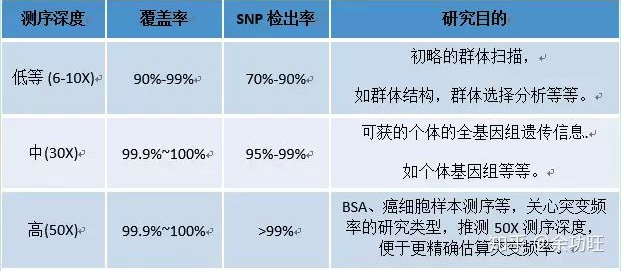 测序深度 覆盖率 SNP 检出率 研究目的
初略的群体扫描，
低等 (6-10X) 90%-99% 70%-90%
如群体结构，群体选择分析等等。
可获的个体的全基因组遗传信息.
中(30X) 99.9%~100% 95%-99%
如个体基因组等等。
BSA、癌细胞样本测序等，关心突变频
高(50X) 99.9%~100% >99% 率的研究类型，推测 50X 测序深度，
便于更精确估算突变频率，
知乎 @余功旺